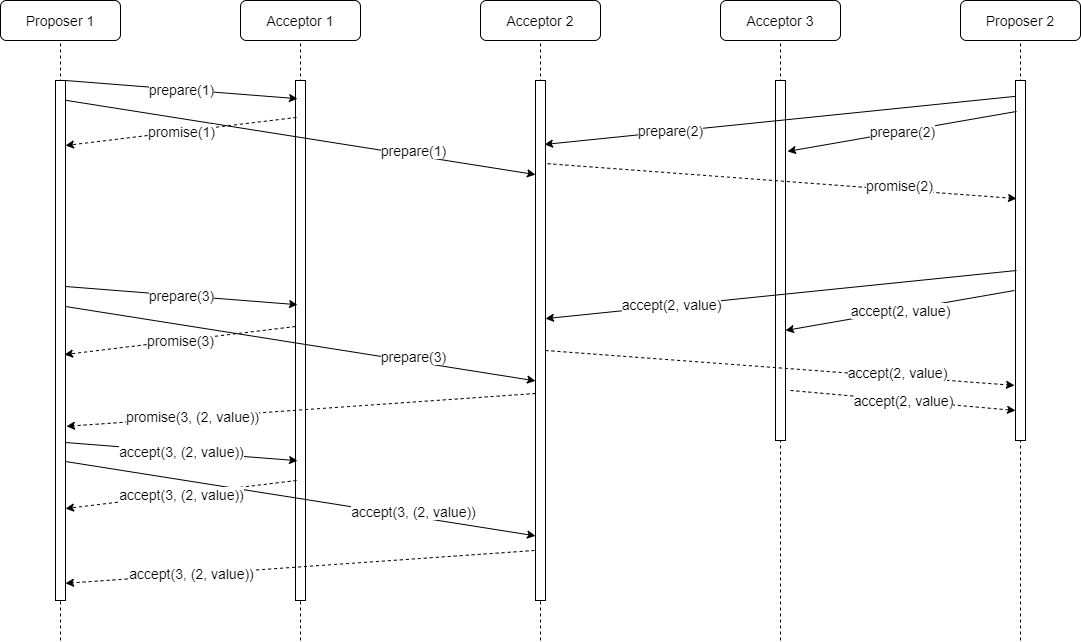 Proposer 1
Acceptor 1
Acceptor 2
Acceptor 3
Proposer 2
prepare(1)
promise(1)
prepare(2)
prepare(2)
prepare(1)
promise(2)
prepare(3)
accept(2, value)
accept(2, value)
promise(3)
prepare(3)
accept(2, value)
accept(2, value)
promise(3, (2, value))
accept(3, (2, value))
accept(3, (2, value))
accept(3, (2, value))
accept(3, (2, value))